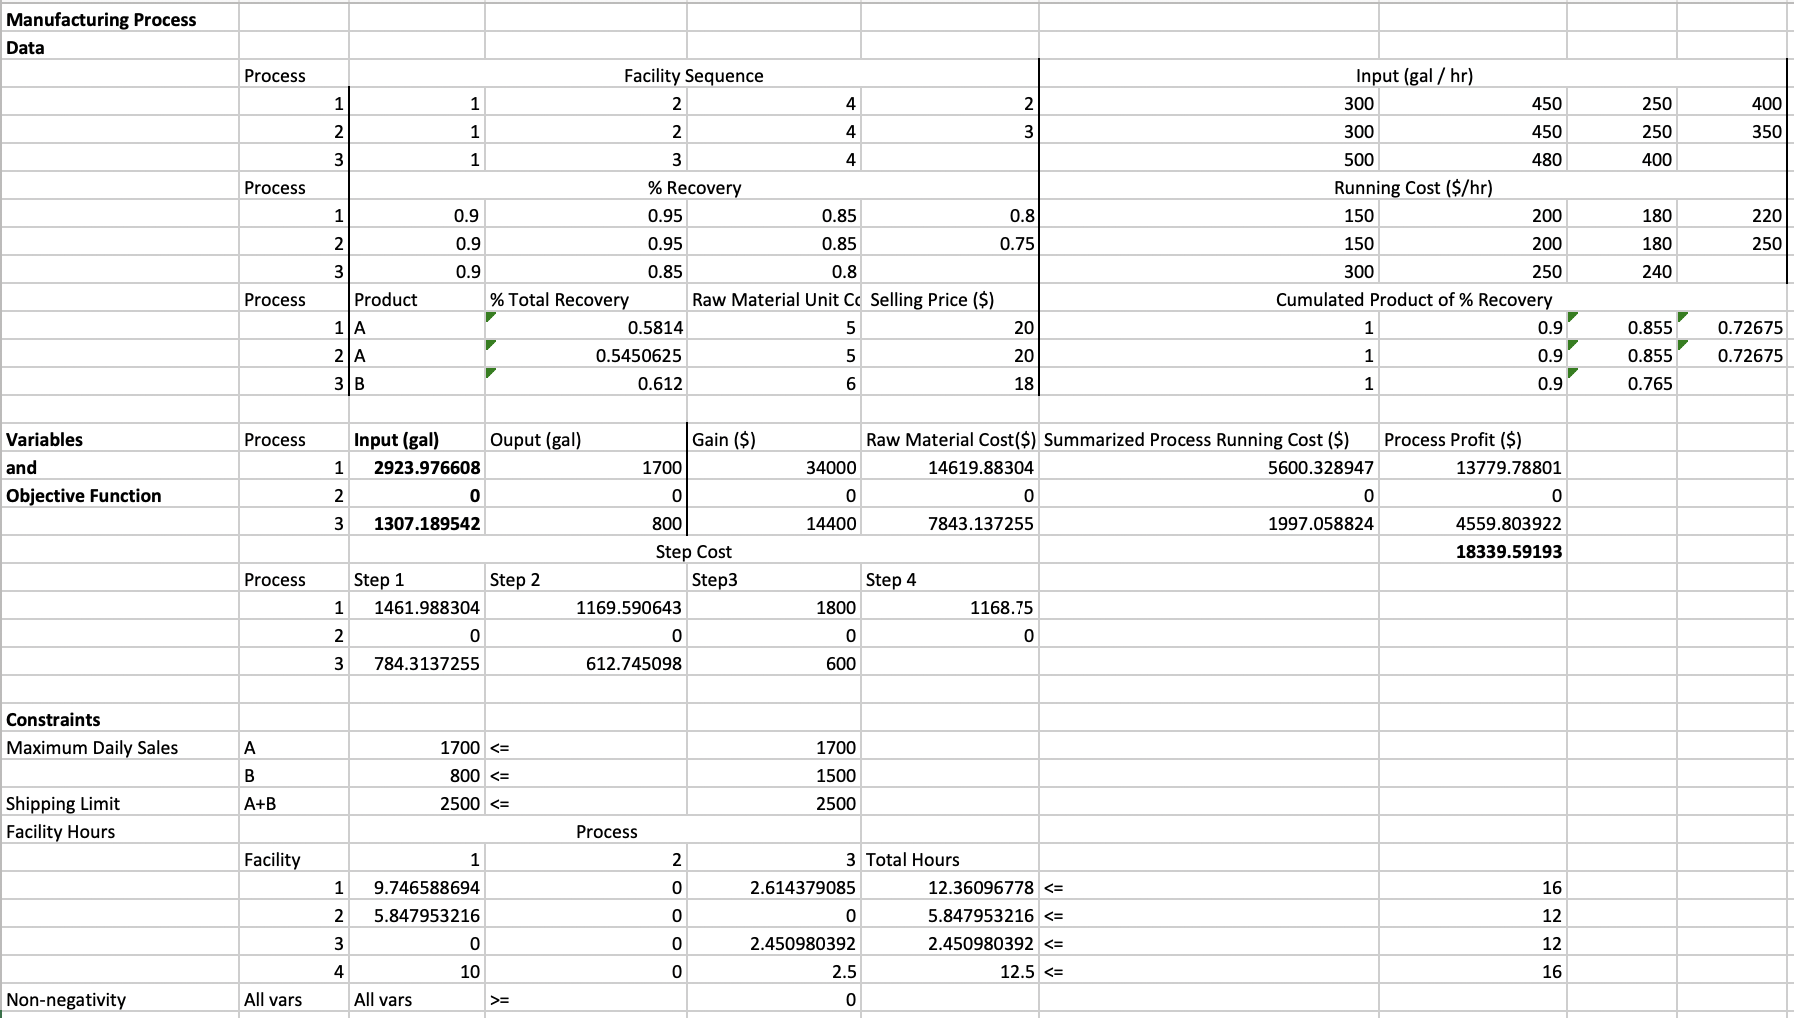 Manufacturing Process
Data
Process Facility Sequence Input (gal / hr)
1 1 2 4 2 300 450 250 400
2 1 2 4 3 300 450 250 350
3 1 3 4 500 480 400
Process % Recovery Running Cost ($/hr)
1 0.9 0.95 0.85 0.8 150 200 180 220
2 0.9 0.95 0.85 0.75 150 200 180 250
3 0.9 0.85 0.8 300 250 240
Process Product % Total Recovery Raw Material Unit Co Selling Price ($) Cumulated Product of % Recovery
1 A 0.5814 5 20 1 0.9 0.855 0.72675
2 A 0.5450625 5 20 1 0.9 0.855 0.72675
3 B 0.612 6 18 1 0.9 0.765
Variables Process Input (gal) Ouput (gal) Gain ($) Raw Material Cost($) Summarized Process Running Cost ($) Process Profit ($)
and 1 2923.976608 1700 34000 14619.88304 5600.328947 13779.78801
Objective Function 2 0 0 0 0 0 0
3 1307.189542 800 14400 7843.137255 1997.058824 4559.803922
Step Cost 18339.59193
Process Step 1 Step 2 Step3 Step 4
1 1461.988304 1169.590643 1800 1168.75
2 0 0 0 0
3 784.3137255 612.745098 600
Constraints
Maximum Daily Sales A 1700 <= 1700
B 800 <= 1500
Shipping Limit A+B 2500 <= 2500
Facility Hours Process
Facility 1 2 3 Total Hours
1 9.746588694 0 2.614379085 12.36096778 <= 16
2 5.847953216 0 0 5.847953216 <= 12
3 0 0 2.450980392 2.450980392 <= 12
4 10 0 2.5 12.5 <= 16
Non-negativity All vars All vars >= 0